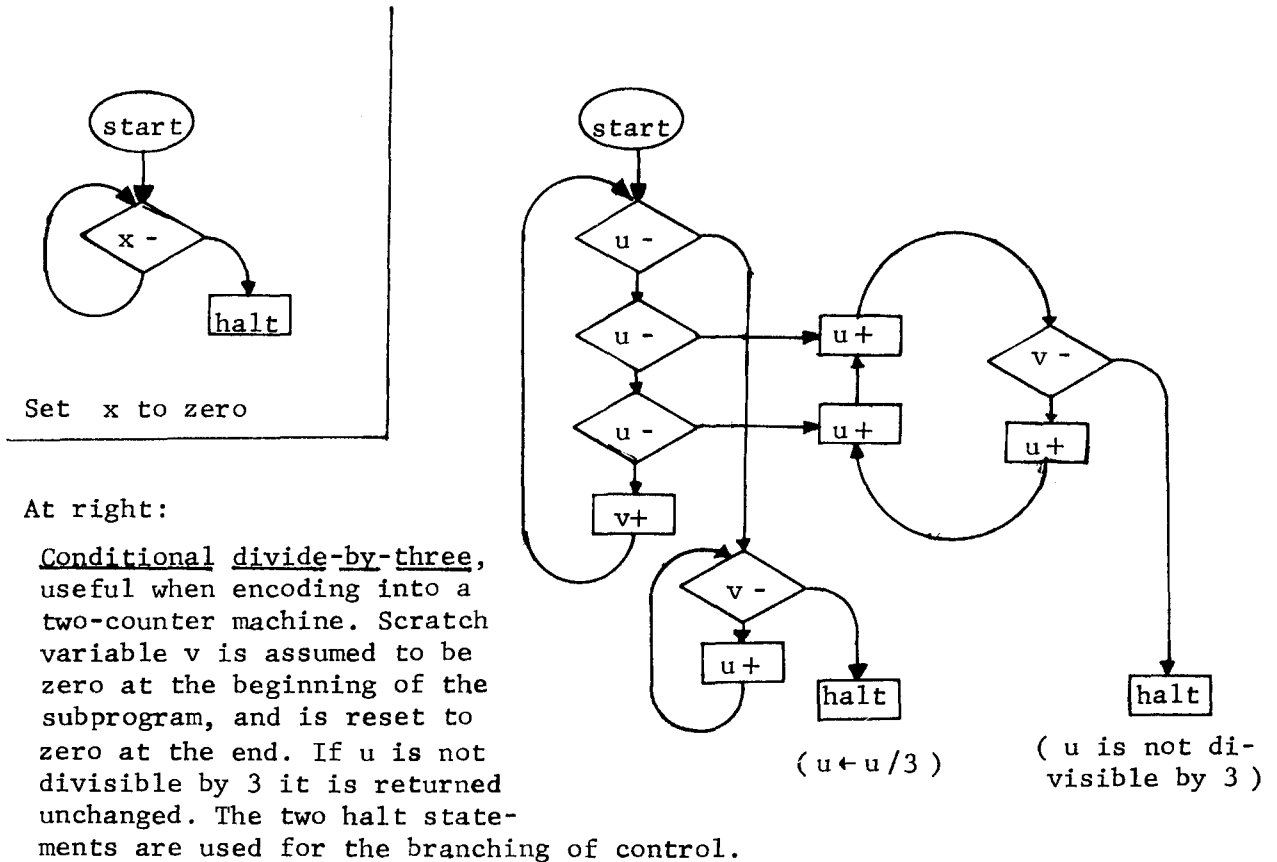 start
x -
halt
Set x to zero
At right:
Conditional divide-by-three,
useful when encoding into a
two-counter machine. Scratch
variable v is assumed to be
zero at the beginning of the
subprogram, and is reset to
zero at the end. If u is not
divisible by 3 it is returned
unchanged. The two halt state-
ments are used for the branching of control.
start
u -
u -
u -
v+
u +
u +
v -
u +
v -
u +
halt
(u←u/3)
halt
( u is not di-
visible by 3 )